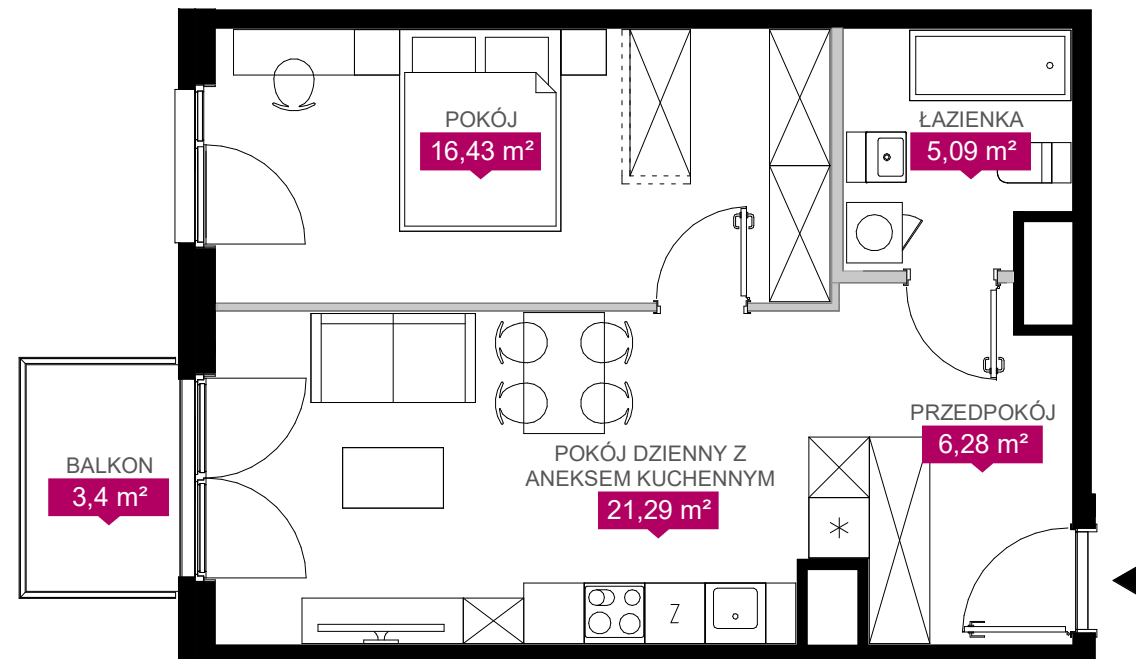 POKÓJ
16,43 m²
ŁAZIENKA
5,09 m²
PRZEDPOKÓJ
6,28 m²
POKÓJ DZIENNY Z
ANEKSEM KUCHENNYM
21,29 m²
BALKON
3,4 m²
Z